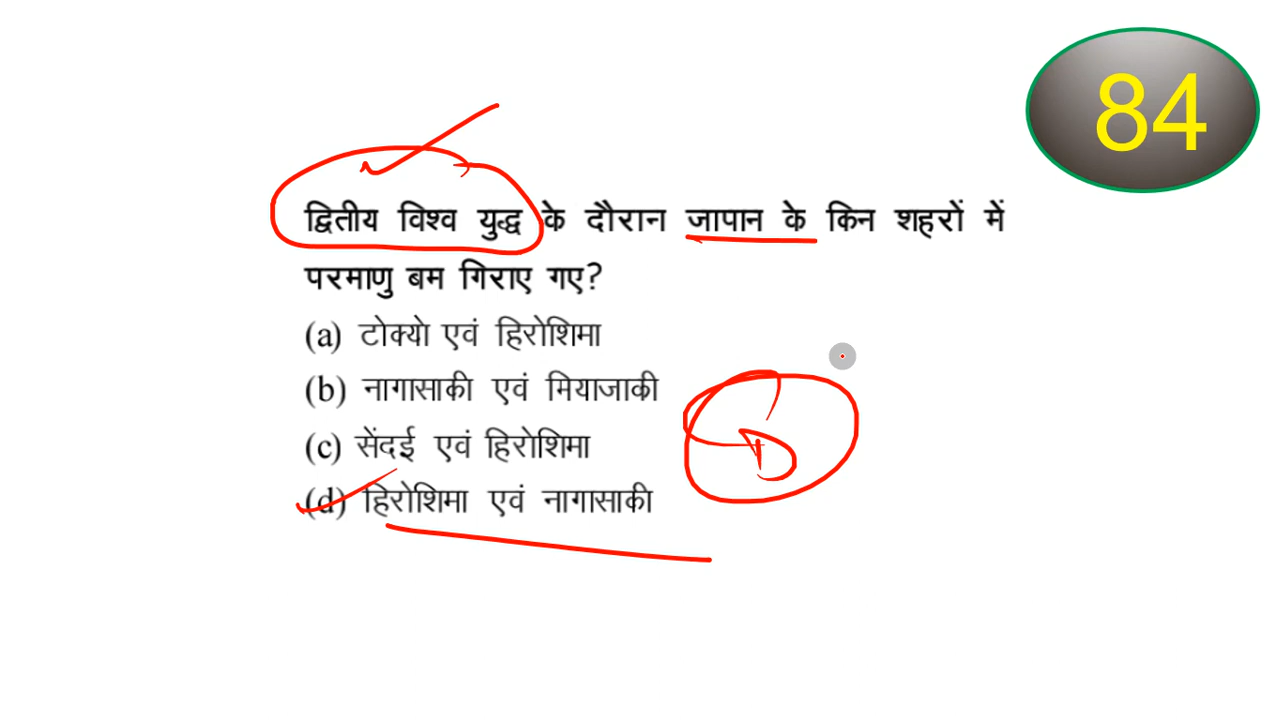 84
द्वितीय विश्व युद्ध के दौरान जापान के किन शहरों में
परमाणु बम गिराए गए?
(a) टोक्यो एवं हिरोशिमा
(b) नागासाकी एवं मियाजाकी
(c) सेंदई एवं हिरोशिमा
D
(d) हिरोशिमा एवं नागासाकी